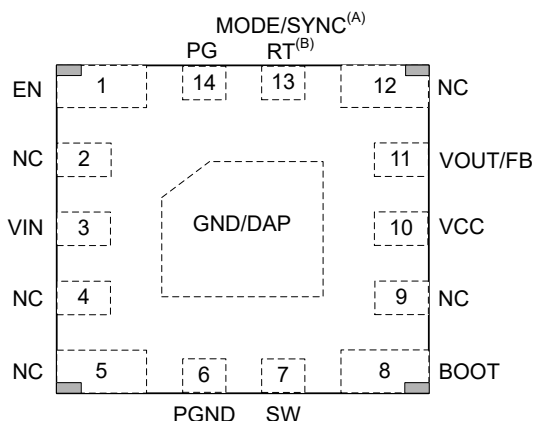 MODE/SYNC(A)
PG RT(B)
EN 1 14 13 12 NC
NC 2 11 VOUT/FB
VIN 3 GND/DAP 10 VCC
NC 4 9 NC
NC 5 6 7 8 BOOT
PGND SW